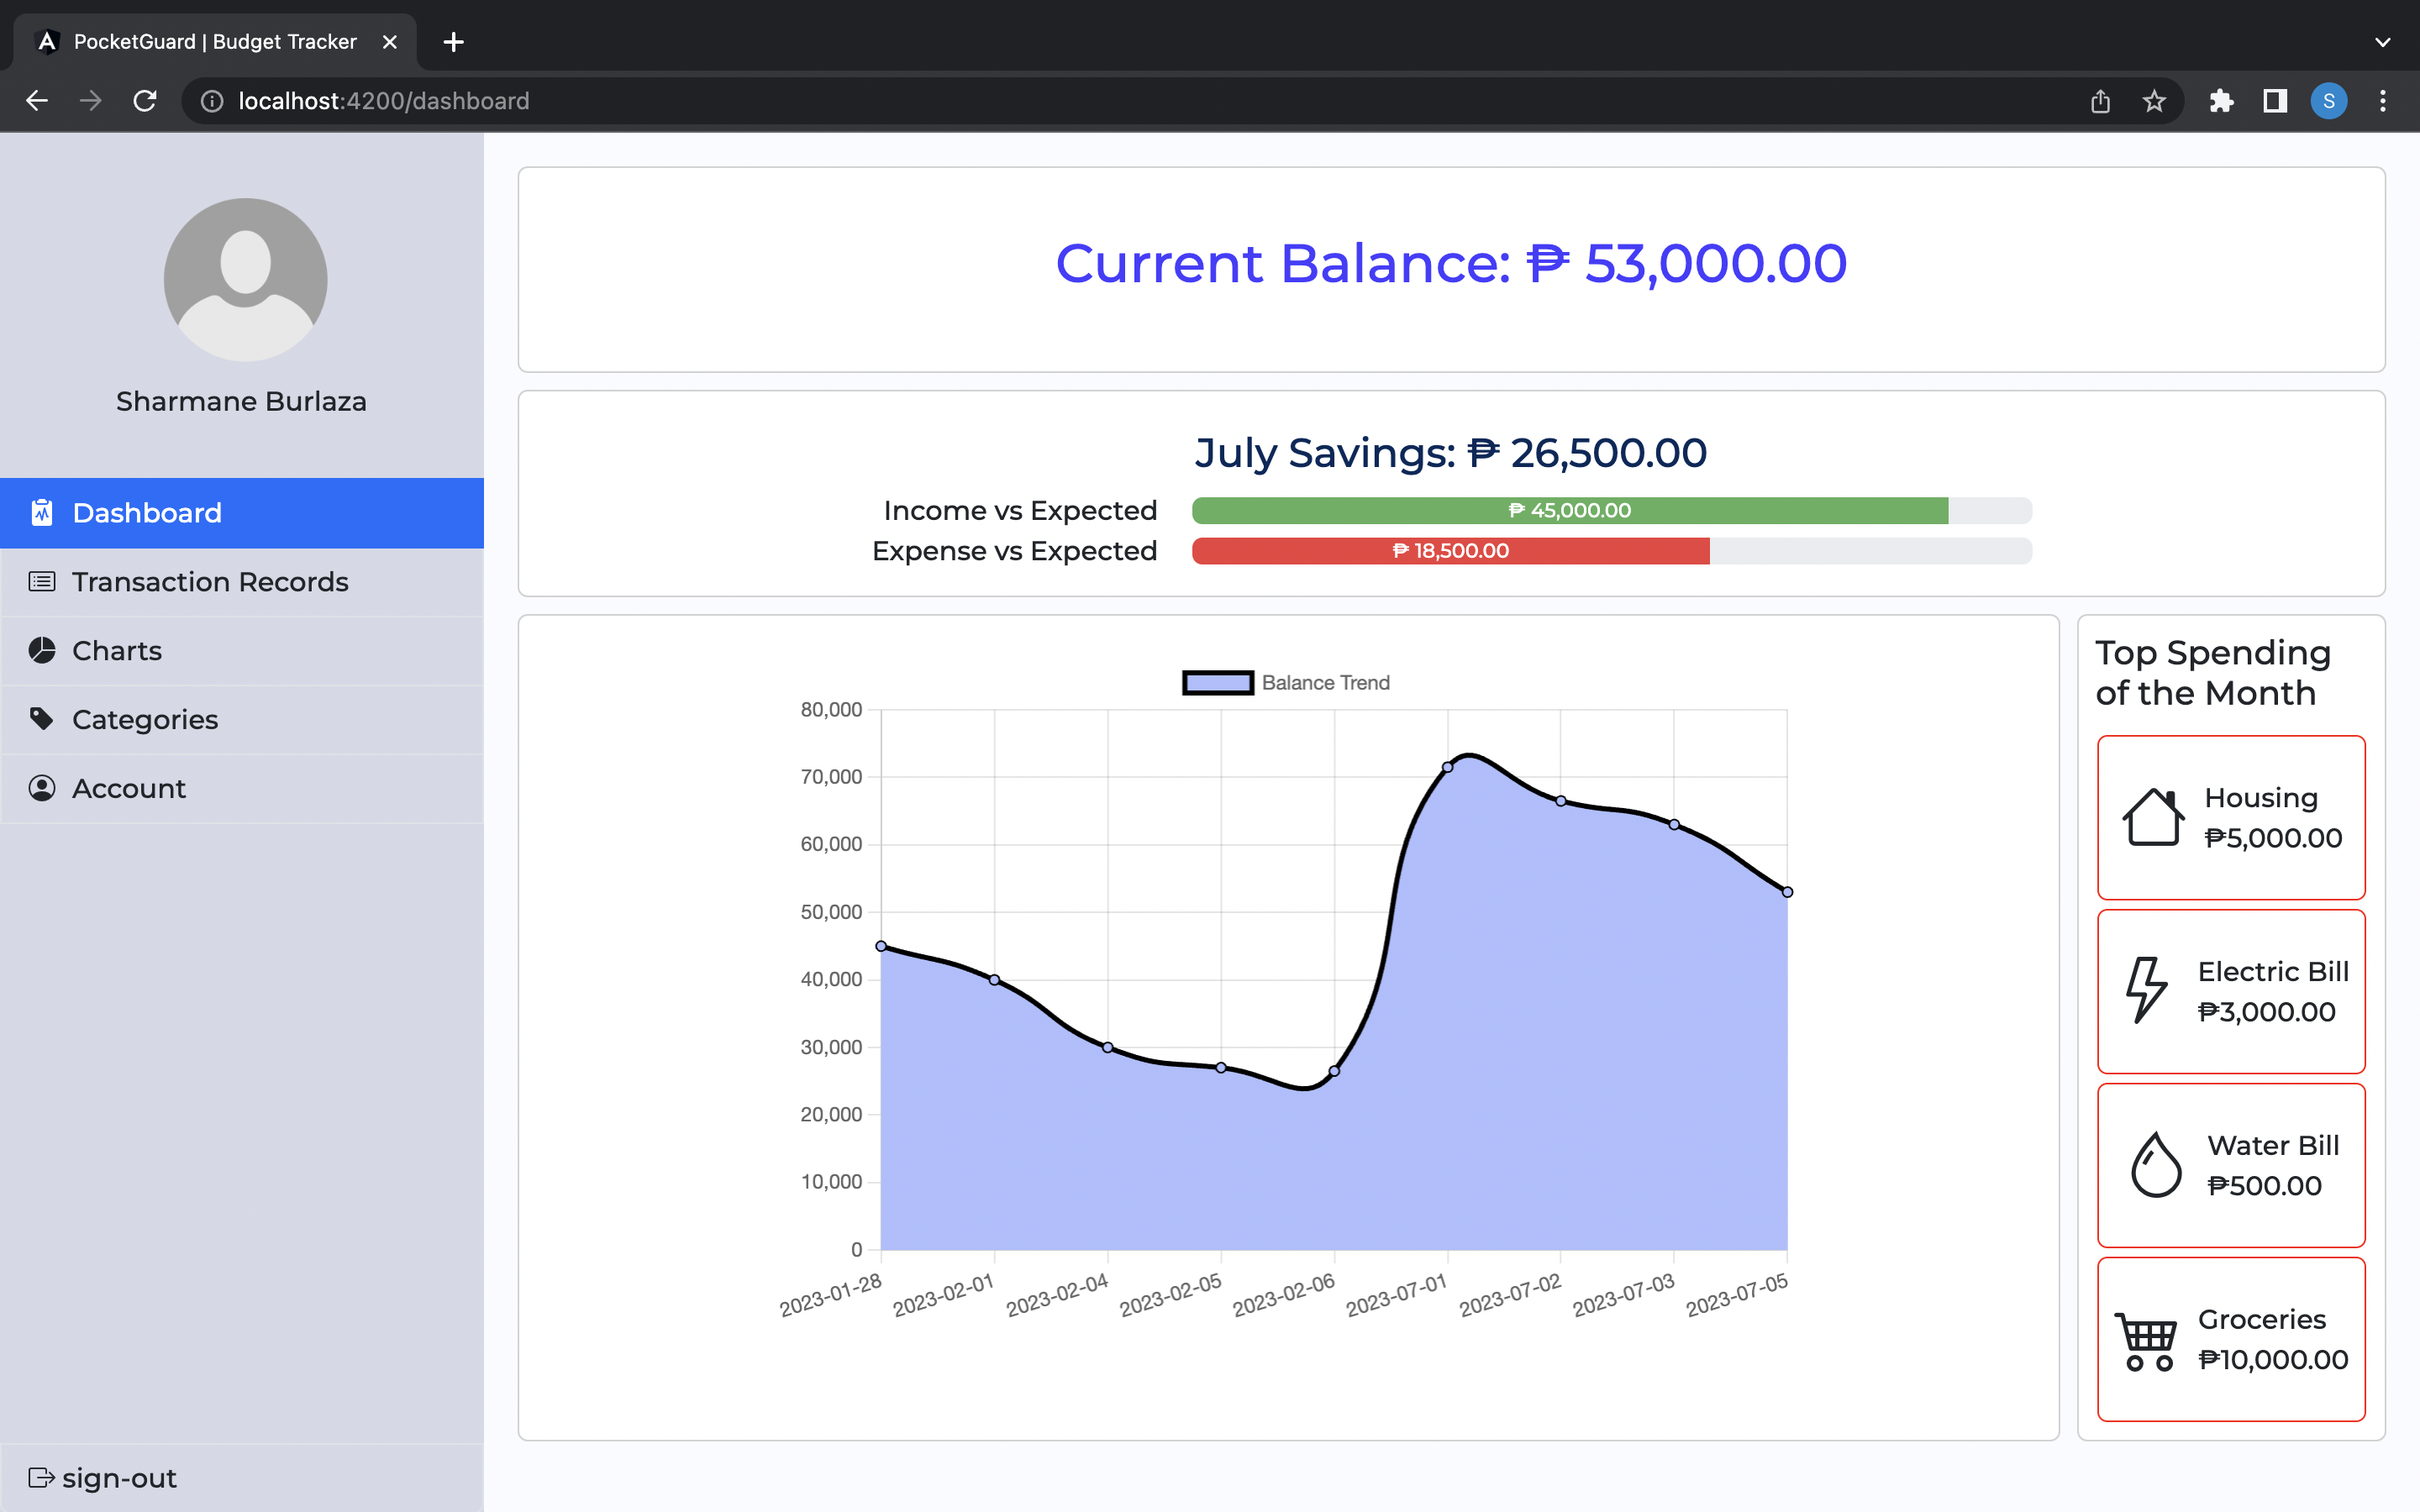 PocketGuard | Budget Tracker
localhost:4200/dashboard
S
Sharmane Burlaza
Dashboard
Transaction Records
Charts
Categories
Account
sign-out
Current Balance: ₱ 53,000.00
July Savings: ₱ 26,500.00
Income vs Expected ₱ 45,000.00
Expense vs Expected ₱ 18,500.00
Balance Trend
80,000
70,000
60,000
50,000
40,000
30,000
20,000
10,000
0
2023-01-28 2023-02-01 2023-02-04 2023-02-05 2023-02-06 2023-07-01 2023-07-02 2023-07-03 2023-07-05
Top Spending
of the Month
Housing
₱5,000.00
Electric Bill
₱3,000.00
Water Bill
₱500.00
Groceries
₱10,000.00